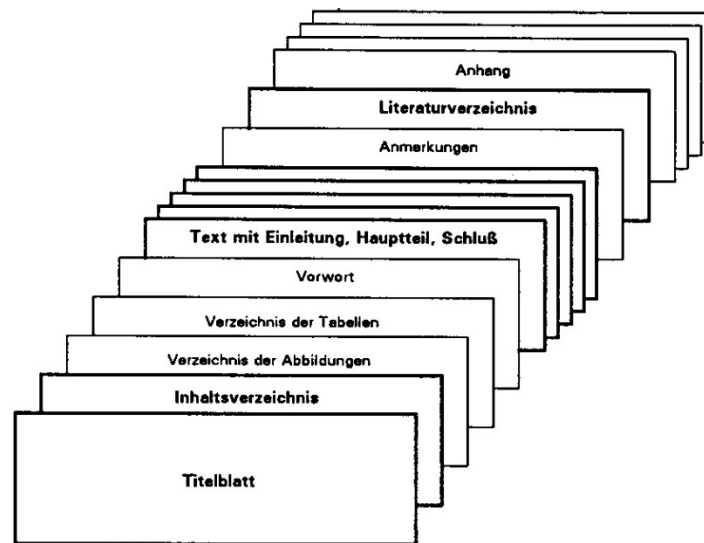 Anhang
Literaturverzeichnis
Anmerkungen
Text mit Einleitung, Hauptteil, Schluß
Vorwort
Verzeichnis der Tabellen
Verzeichnis der Abbildungen
Inhaltsverzeichnis
Titelblatt